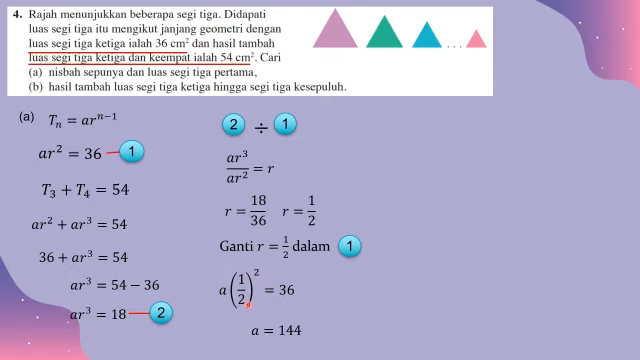 4. Rajah menunjukkan beberapa segi tiga. Didapati
luas segi tiga itu mengikut janjang geometri dengan
luas segi tiga ketiga ialah 36 cm² dan hasil tambah
luas segi tiga ketiga dan keempat ialah 54 cm². Cari
(a) nisbah sepunya dan luas segi tiga pertama,
(b) hasil tambah luas segi tiga ketiga hingga segi tiga kesepuluh.
...
(a) Tₙ = arⁿ⁻¹
ar² = 36 1
T₃ + T₄ = 54
ar² + ar³ = 54
36 + ar³ = 54
ar³ = 54 − 36
ar³ = 18 2
2 ÷ 1
ar³/ar² = r
r = 18/36 r = 1/2
Ganti r = 1/2 dalam 1
a(1/2)² = 36
a = 144